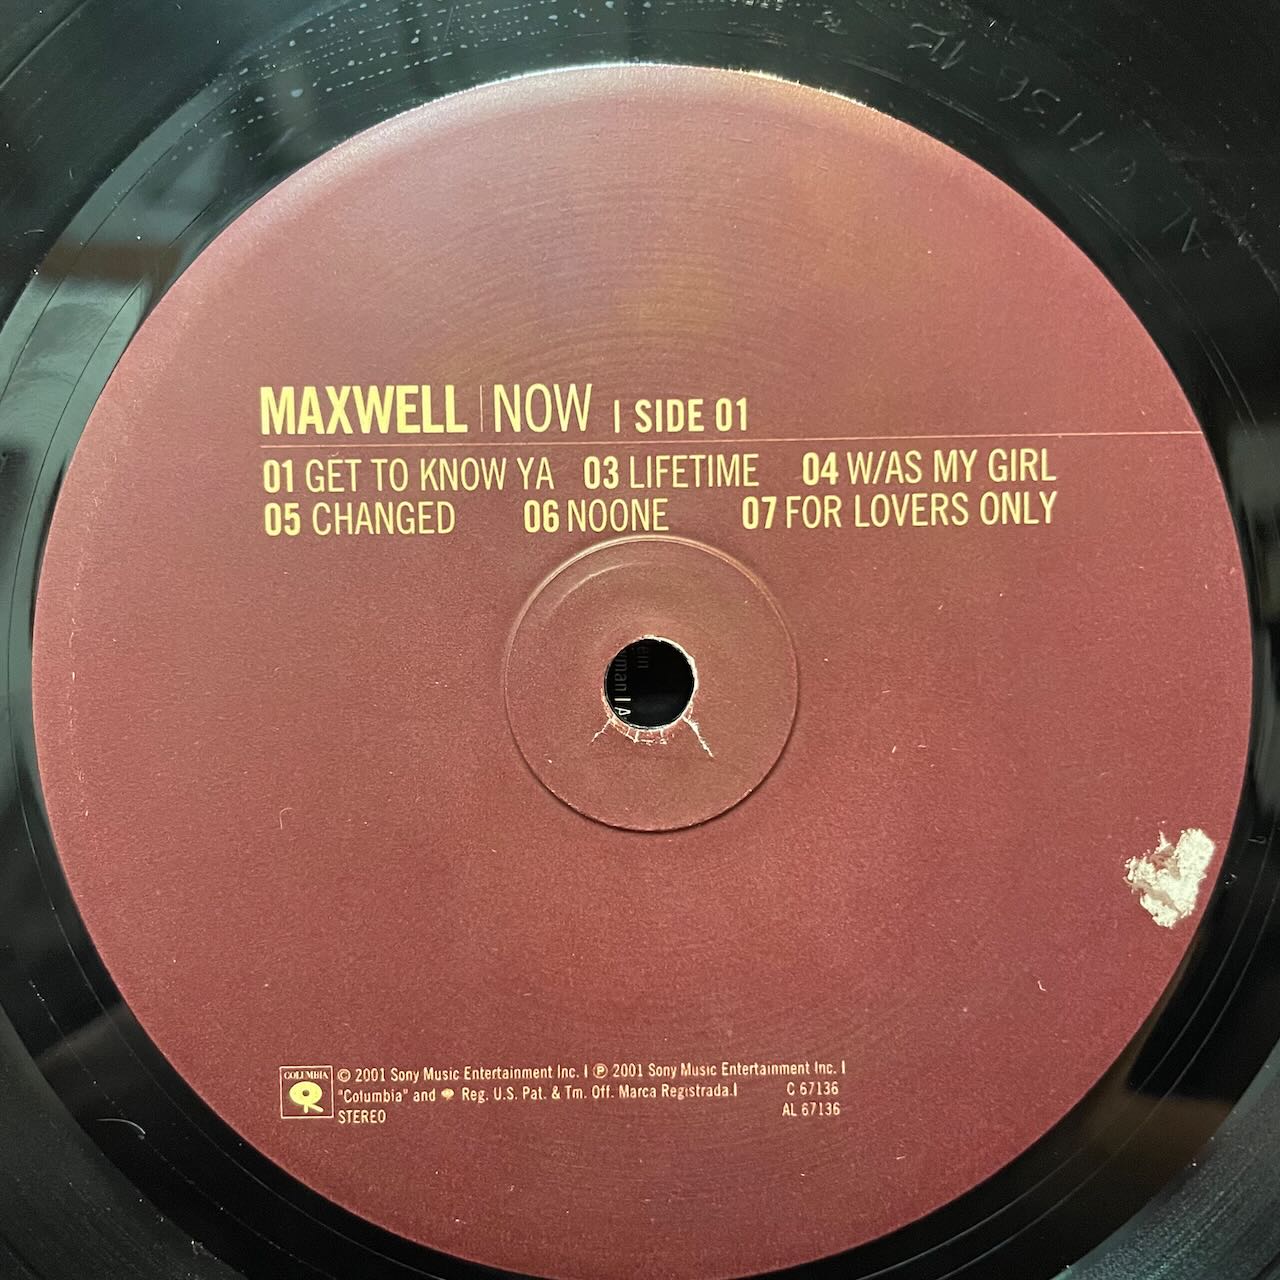 MAXWELL | NOW | SIDE 01
01 GET TO KNOW YA 03 LIFETIME 04 W/AS MY GIRL
05 CHANGED 06 NOONE 07 FOR LOVERS ONLY
COLUMBIA
© 2001 Sony Music Entertainment Inc. | ℗ 2001 Sony Music Entertainment Inc. |
"Columbia" and Reg. U.S. Pat. & Tm. Off. Marca Registrada.| C 67136
STEREO AL 67136